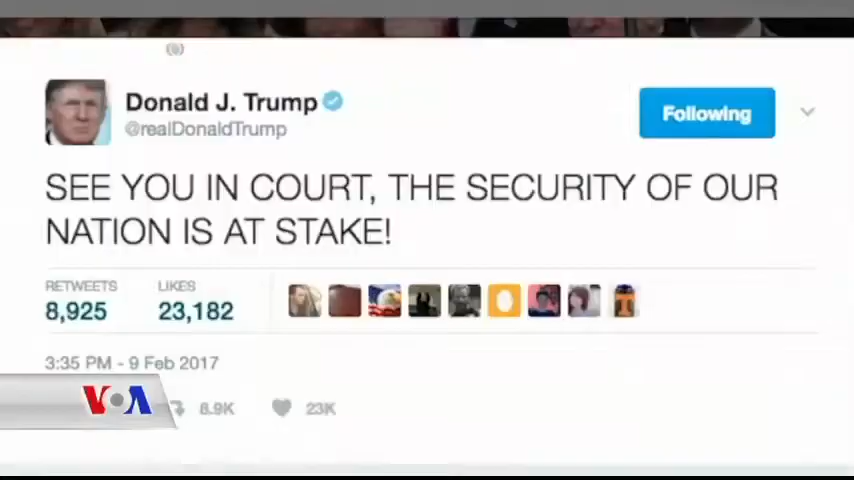 Donald J. Trump
@realDonaldTrump
Following
SEE YOU IN COURT, THE SECURITY OF OUR
NATION IS AT STAKE!
RETWEETS
LIKES
8,925
23,182
3:35 PM - 9 Feb 2017
VOA
8.9K
23K